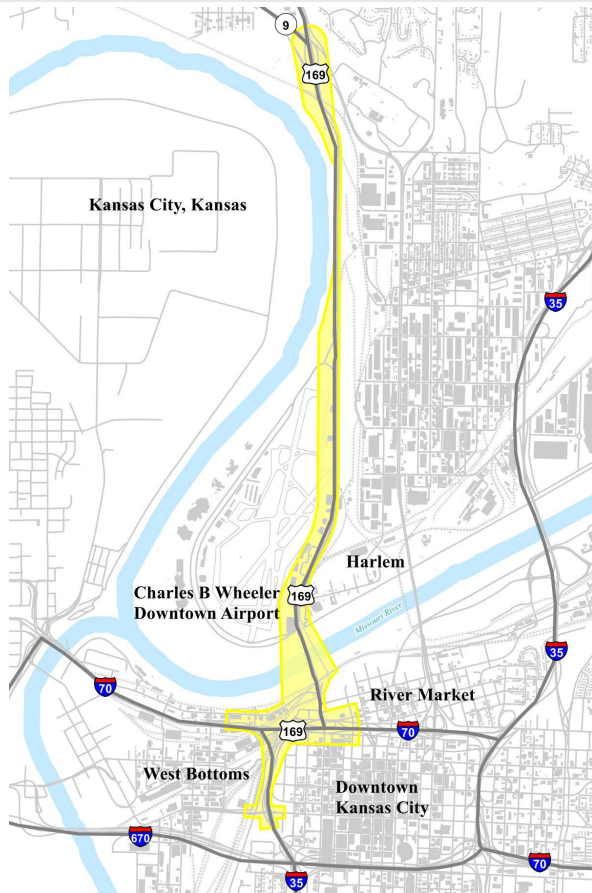 9
169
Kansas City, Kansas
35
Harlem
Charles B Wheeler
Downtown Airport
169
Missouri River
35
70
River Market
169
70
West Bottoms
Downtown
Kansas City
670
70
35